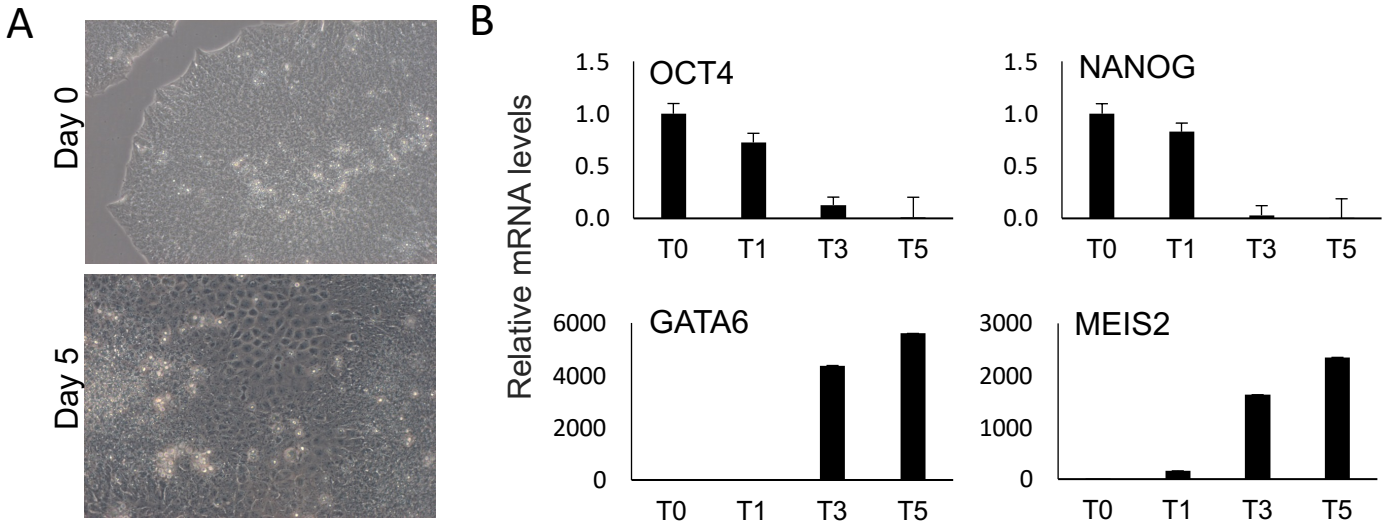 A
Day 0
Day 5
B
Relative mRNA levels
OCT4
1.5
1.0
0.5
0.0
T0 T1 T3 T5
NANOG
1.5
1.0
0.5
0.0
T0 T1 T3 T5
GATA6
6000
4000
2000
0
T0 T1 T3 T5
MEIS2
3000
2000
1000
0
T0 T1 T3 T5